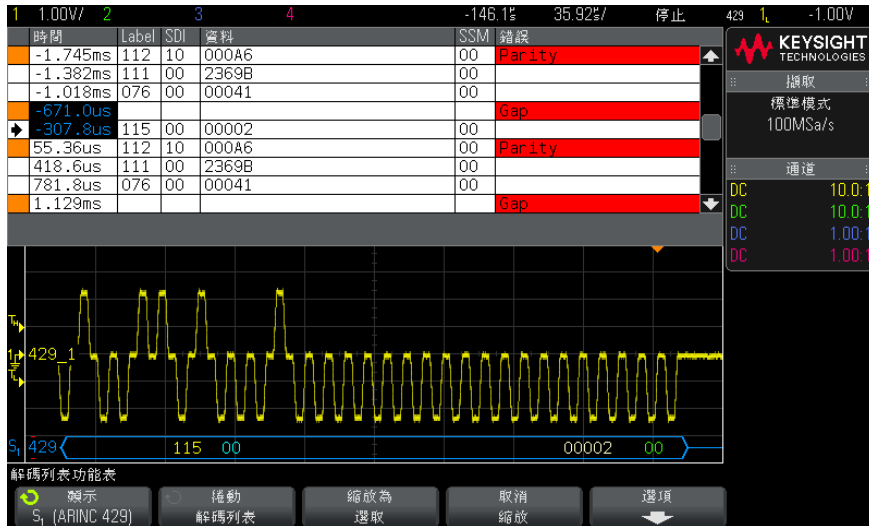 1 1.00V/ 2 3 4 -146.1µs 35.92µs/ 停止 429 1 -1.00V
時間 Label SDI 資料 SSM 錯誤
-1.745ms 112 10 000A6 00 Parity
-1.382ms 111 00 2369B 00
-1.018ms 076 00 00041 00
-671.0us Gap
-307.8us 115 00 00002 00
55.36us 112 10 000A6 00 Parity
418.6us 111 00 2369B 00
781.8us 076 00 00041 00
1.129ms Gap
KEYSIGHT
TECHNOLOGIES
擷取
標準模式
100MSa/s
通道
DC 10.0:1
DC 10.0:1
DC 1.00:1
DC 1.00:1
TH
1 429_1
TL
S1 429 115 00 00002 00
解碼列表功能表
顯示
S1 (ARINC 429)
捲動
解碼列表
縮放為
選取
取消
縮放
選項